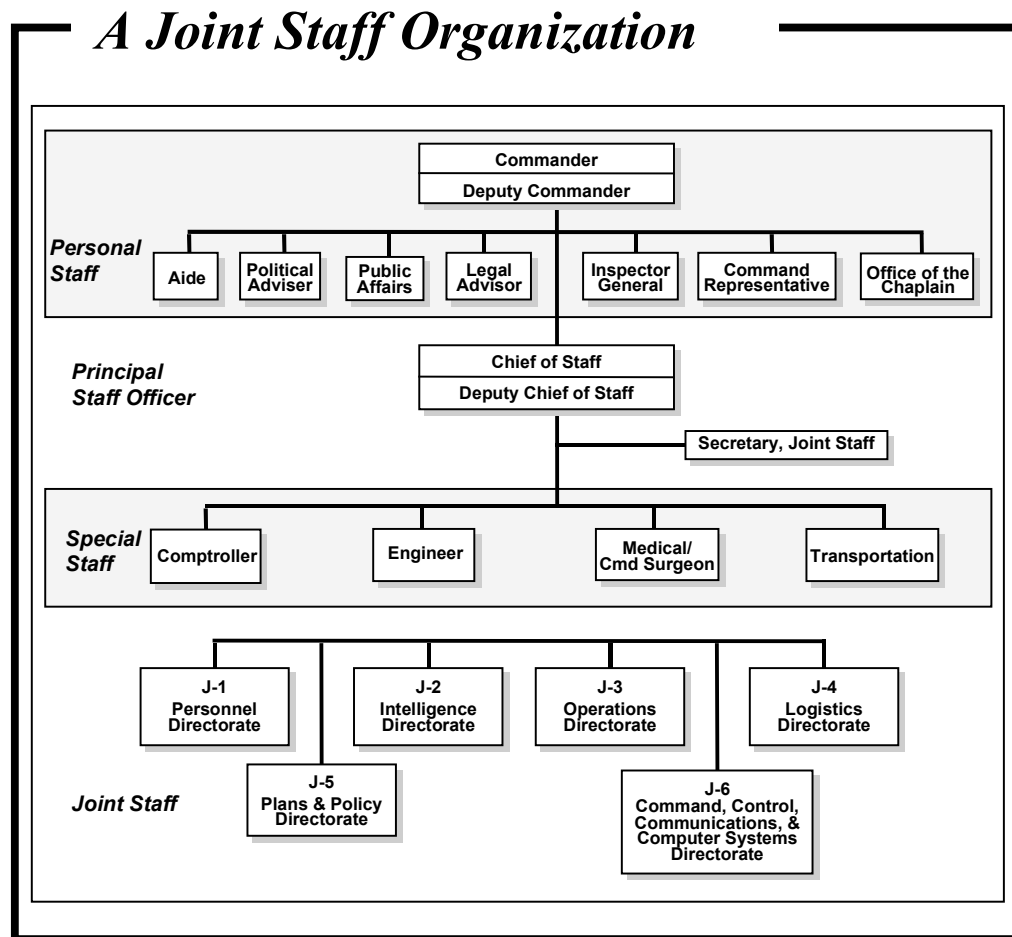 A Joint Staff Organization
Commander
Deputy Commander
Personal
Staff
Aide
Political
Adviser
Public
Affairs
Legal
Advisor
Inspector
General
Command
Representative
Office of the
Chaplain
Principal
Staff Officer
Chief of Staff
Deputy Chief of Staff
Secretary, Joint Staff
Special
Staff
Comptroller
Engineer
Medical/
Cmd Surgeon
Transportation
J-1
Personnel
Directorate
J-2
Intelligence
Directorate
J-3
Operations
Directorate
J-4
Logistics
Directorate
Joint Staff
J-5
Plans & Policy
Directorate
J-6
Command, Control,
Communications, &
Computer Systems
Directorate